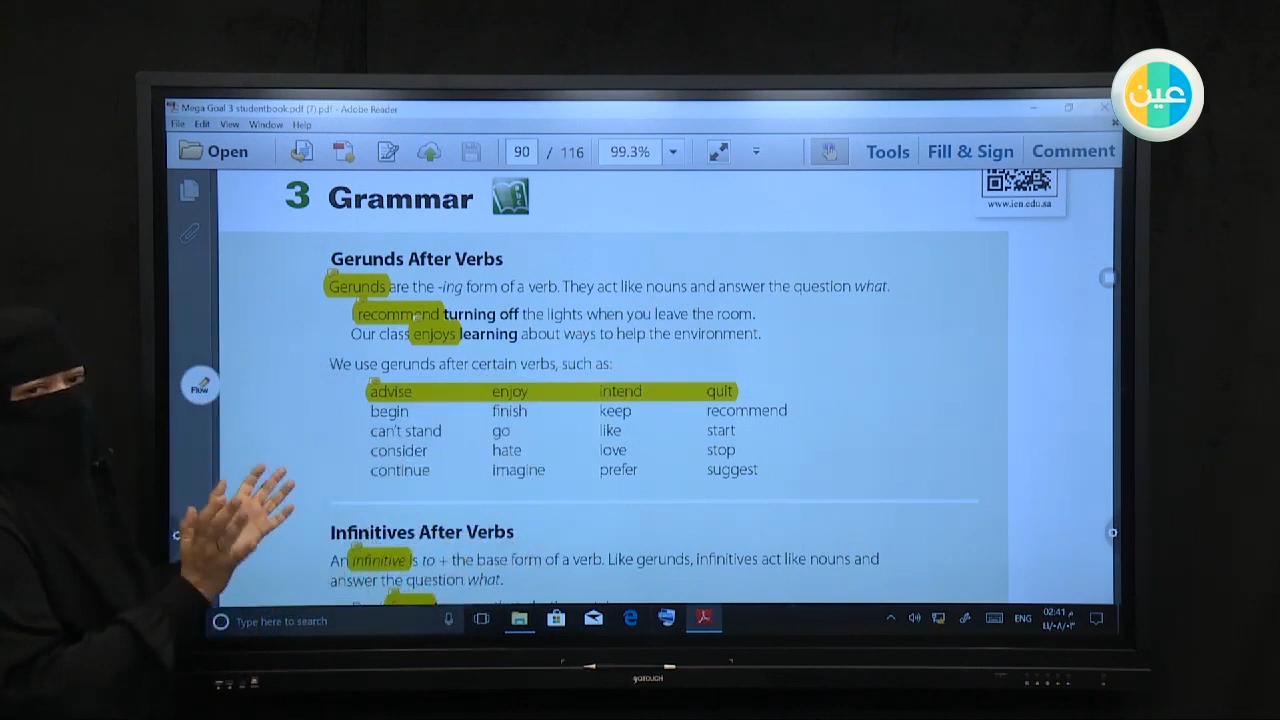 عين
Mega Goal 3 studentbook.pdf (7).pdf - Adobe Reader
File Edit View Window Help
Open 90 / 116 99.3% Tools Fill & Sign Comment
3 Grammar
www.ien.edu.sa
Gerunds After Verbs
Gerunds are the -ing form of a verb. They act like nouns and answer the question what.
recommend turning off the lights when you leave the room.
Our class enjoys learning about ways to help the environment.
We use gerunds after certain verbs, such as:
advise enjoy intend quit
begin finish keep recommend
can't stand go like start
consider hate love stop
continue imagine prefer suggest
Flow
Infinitives After Verbs
An infinitive is to + the base form of a verb. Like gerunds, infinitives act like nouns and
answer the question what.
Type here to search
ENG
02:41 م